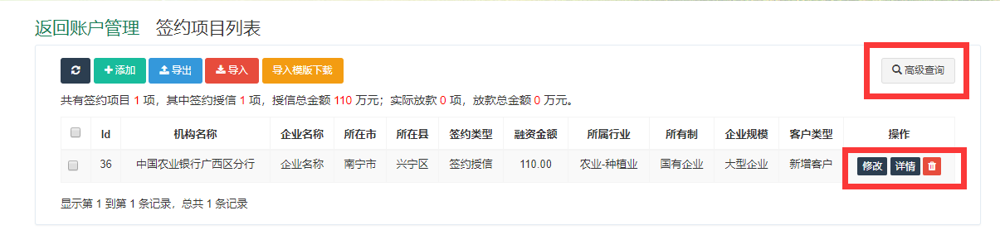 返回账户管理 签约项目列表
添加 导出 导入 导入模版下载 高级查询
共有签约项目 1 项，其中签约授信 1 项，授信总金额 110 万元；实际放款 0 项，放款总金额 0 万元。
Id 机构名称 企业名称 所在市 所在县 签约类型 融资金额 所属行业 所有制 企业规模 客户类型 操作
36 中国农业银行广西区分行 企业名称 南宁市 兴宁区 签约授信 110.00 农业-种植业 国有企业 大型企业 新增客户 修改 详情
显示第 1 到第 1 条记录，总共 1 条记录